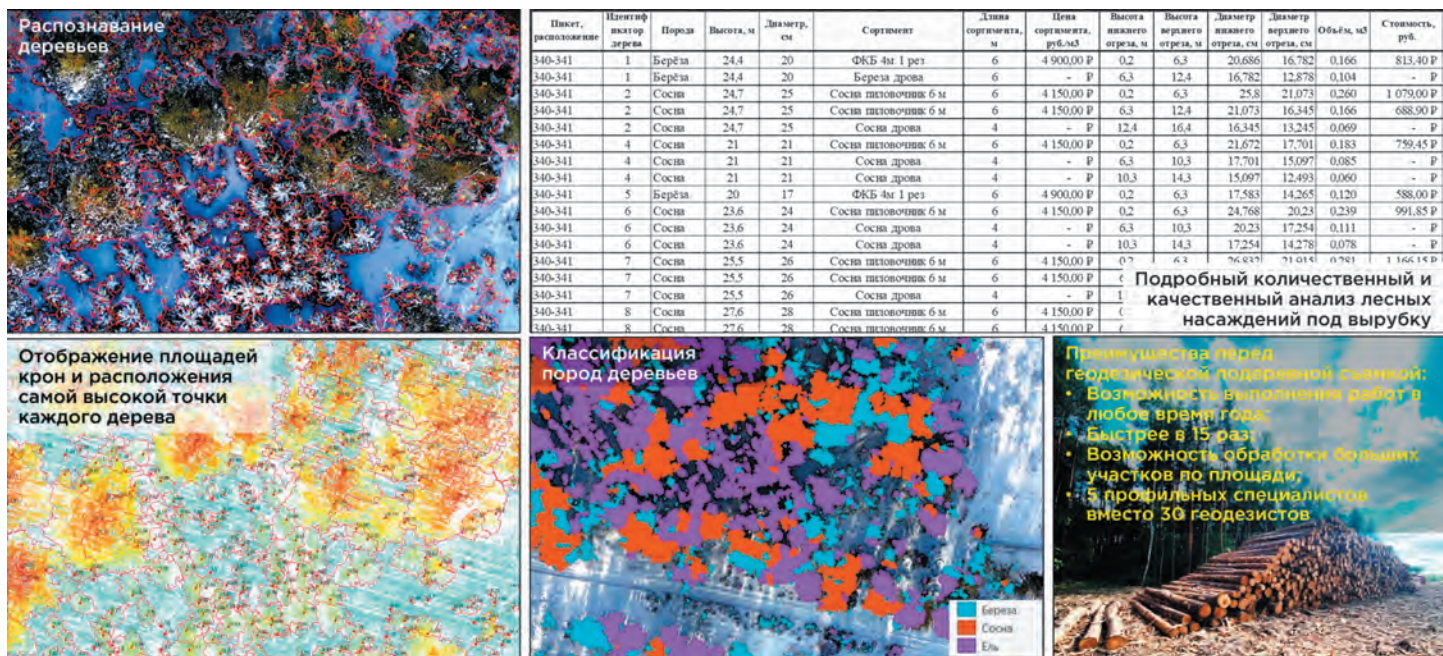 Распознавание
деревьев
Пикет, расположение | Идентификатор дерева | Порода | Высота, м | Диаметр, см | Сортимент | Длина сортимента, м | Цена сортимента, руб./м3 | Высота нижнего отреза, м | Высота верхнего отреза, м | Диаметр нижнего отреза, см | Диаметр верхнего отреза, см | Объём, м3 | Стоимость, руб.
340-341 | 1 | Берёза | 24,4 | 20 | ФКБ 4м 1 рез | 6 | 4 900,00 ₽ | 0,2 | 6,3 | 20,686 | 16,782 | 0,166 | 813,40 ₽
340-341 | 1 | Берёза | 24,4 | 20 | Береза дрова | 6 | - ₽ | 6,3 | 12,4 | 16,782 | 12,878 | 0,104 | - ₽
340-341 | 2 | Сосна | 24,7 | 25 | Сосна пиловочник 6 м | 6 | 4 150,00 ₽ | 0,2 | 6,3 | 25,8 | 21,073 | 0,260 | 1 079,00 ₽
340-341 | 2 | Сосна | 24,7 | 25 | Сосна пиловочник 6 м | 6 | 4 150,00 ₽ | 6,3 | 12,4 | 21,073 | 16,345 | 0,166 | 688,90 ₽
340-341 | 2 | Сосна | 24,7 | 25 | Сосна дрова | 4 | - ₽ | 12,4 | 16,4 | 16,345 | 13,245 | 0,069 | - ₽
340-341 | 4 | Сосна | 21 | 21 | Сосна пиловочник 6 м | 6 | 4 150,00 ₽ | 0,2 | 6,3 | 21,672 | 17,701 | 0,183 | 759,45 ₽
340-341 | 4 | Сосна | 21 | 21 | Сосна дрова | 4 | - ₽ | 6,3 | 10,3 | 17,701 | 15,097 | 0,085 | - ₽
340-341 | 4 | Сосна | 21 | 21 | Сосна дрова | 4 | - ₽ | 10,3 | 14,3 | 15,097 | 12,493 | 0,060 | - ₽
340-341 | 5 | Берёза | 20 | 17 | ФКБ 4м 1 рез | 6 | 4 900,00 ₽ | 0,2 | 6,3 | 17,583 | 14,265 | 0,120 | 588,00 ₽
340-341 | 6 | Сосна | 23,6 | 24 | Сосна пиловочник 6 м | 6 | 4 150,00 ₽ | 0,2 | 6,3 | 24,768 | 20,23 | 0,239 | 991,85 ₽
340-341 | 6 | Сосна | 23,6 | 24 | Сосна дрова | 4 | - ₽ | 6,3 | 10,3 | 20,23 | 17,254 | 0,111 | - ₽
340-341 | 6 | Сосна | 23,6 | 24 | Сосна дрова | 4 | - ₽ | 10,3 | 14,3 | 17,254 | 14,278 | 0,078 | - ₽
340-341 | 7 | Сосна | 25,5 | 26 | Сосна пиловочник 6 м | 6 | 4 150,00 ₽ | 0,2 | 6,3 | 26,832 | 21,915 | 0,281 | 1 166,15 ₽
340-341 | 7 | Сосна | 25,5 | 26 | Сосна пиловочник 6 м | 6 | 4 150,00 ₽
340-341 | 7 | Сосна | 25,5 | 26 | Сосна дрова | 4 | - ₽
340-341 | 8 | Сосна | 27,6 | 28 | Сосна пиловочник 6 м | 6 | 4 150,00 ₽
340-341 | 8 | Сосна | 27,6 | 28 | Сосна пиловочник 6 м | 6 | 4 150,00 ₽
Подробный количественный и
качественный анализ лесных
насаждений под вырубку
Отображение площадей
крон и расположения
самой высокой точки
каждого дерева
Классификация
пород деревьев
Береза
Сосна
Ель
Преимущества перед
геодезической подеревной съемкой:
• Возможность выполнения работ в
любое время года;
• Быстрее в 15 раз;
• Возможность обработки больших
участков по площади;
• 5 профильных специалистов
вместо 30 геодезистов